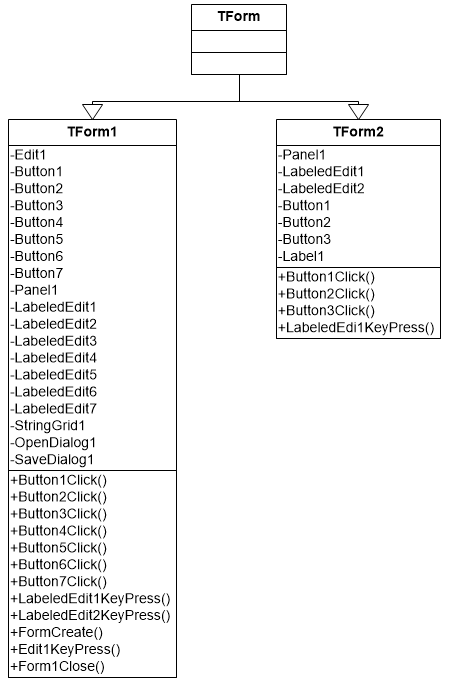 TForm
TForm1
-Edit1
-Button1
-Button2
-Button3
-Button4
-Button5
-Button6
-Button7
-Panel1
-LabeledEdit1
-LabeledEdit2
-LabeledEdit3
-LabeledEdit4
-LabeledEdit5
-LabeledEdit6
-LabeledEdit7
-StringGrid1
-OpenDialog1
-SaveDialog1
+Button1Click()
+Button2Click()
+Button3Click()
+Button4Click()
+Button5Click()
+Button6Click()
+Button7Click()
+LabeledEdit1KeyPress()
+LabeledEdit2KeyPress()
+FormCreate()
+Edit1KeyPress()
+Form1Close()
TForm2
-Panel1
-LabeledEdit1
-LabeledEdit2
-Button1
-Button2
-Button3
-Label1
+Button1Click()
+Button2Click()
+Button3Click()
+LabeledEdi1KeyPress()